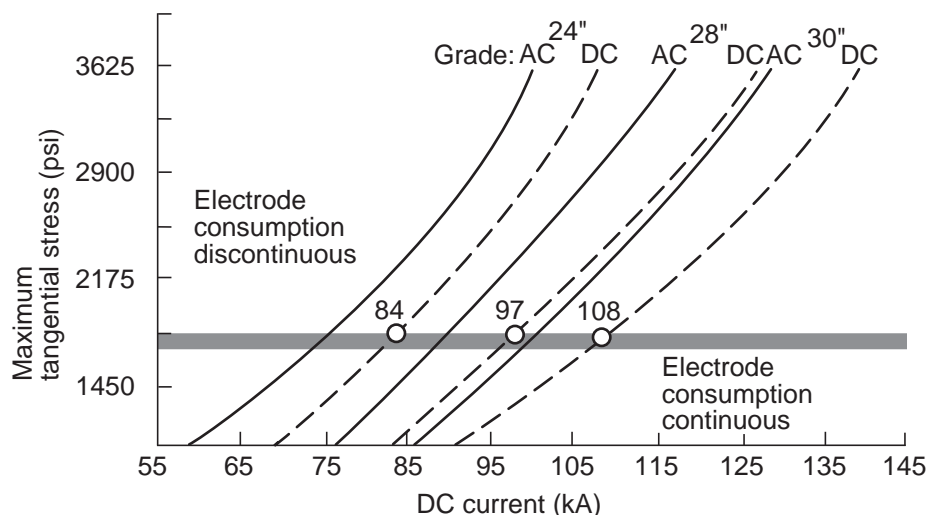 24" 28" 30"
Grade: AC DC AC DC AC DC
3625
2900
2175
1450
Maximum
tangential stress (psi)
Electrode
consumption
discontinuous
84 97 108
Electrode
consumption
continuous
55 65 75 85 95 105 115 125 135 145
DC current (kA)